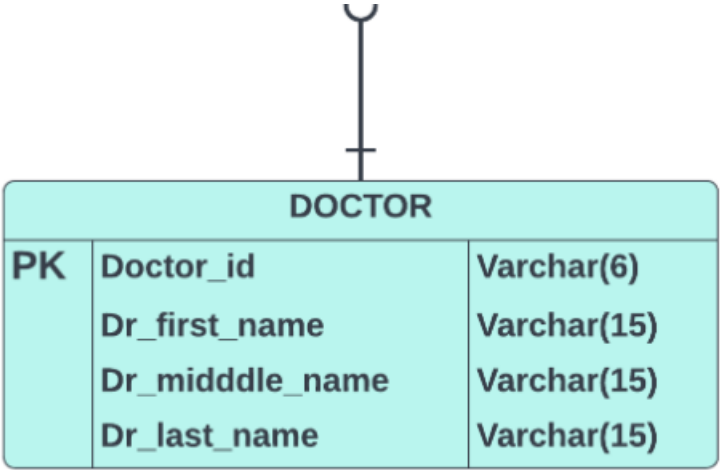 DOCTOR
PK Doctor_id Varchar(6)
Dr_first_name Varchar(15)
Dr_midddle_name Varchar(15)
Dr_last_name Varchar(15)